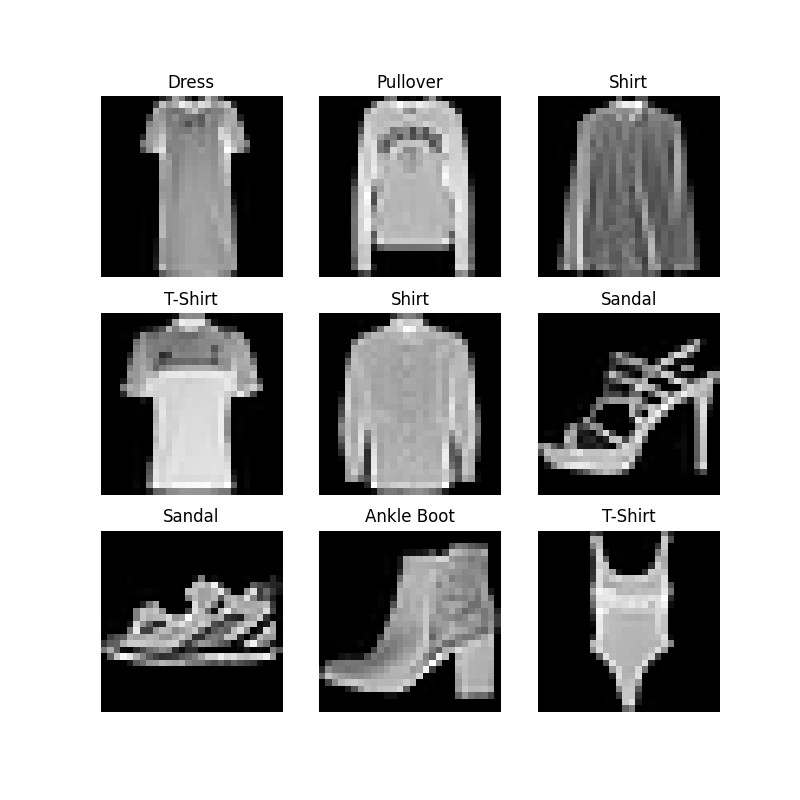 Dress
Pullover
Shirt
T-Shirt
Shirt
Sandal
Sandal
Ankle Boot
T-Shirt